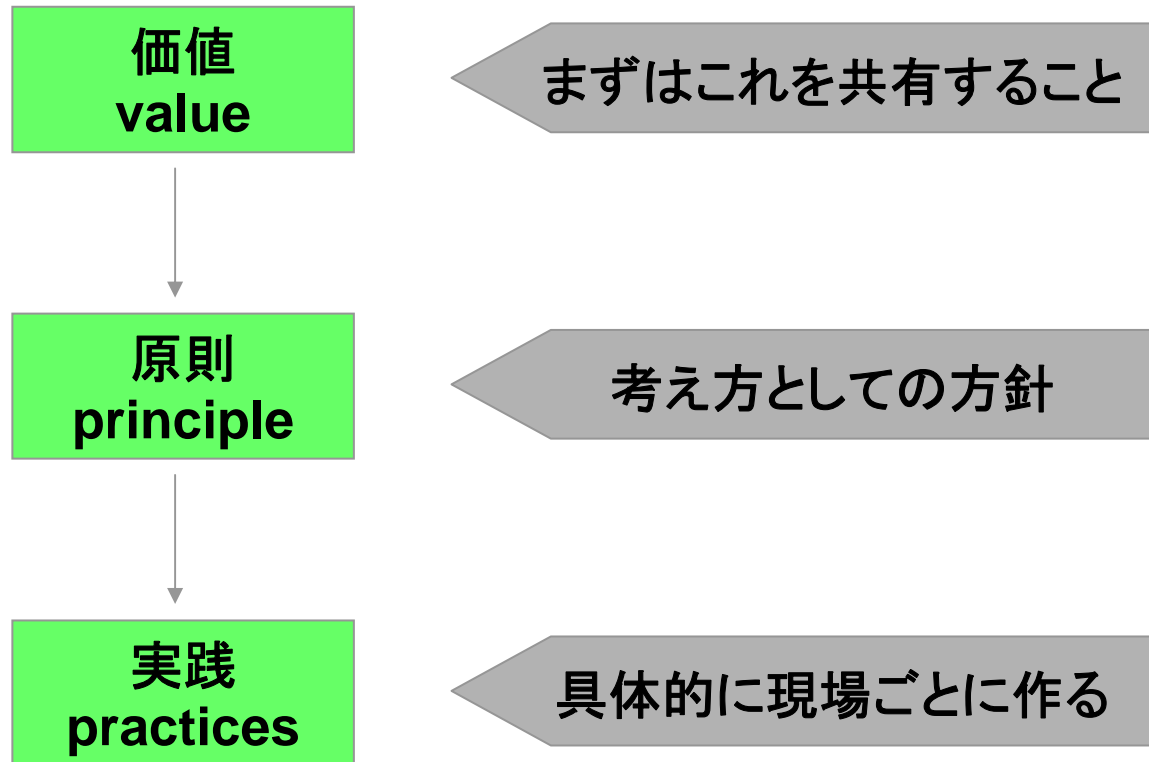 価値
value
まずはこれを共有すること
原則
principle
考え方としての方針
実践
practices
具体的に現場ごとに作る